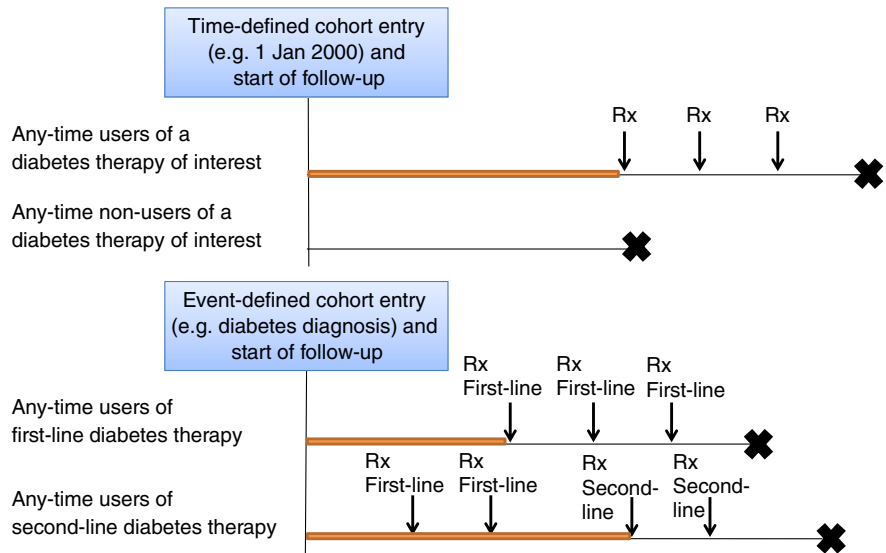 Time-defined cohort entry
(e.g. 1 Jan 2000) and
start of follow-up
Any-time users of a
diabetes therapy of interest
Rx
Rx
Rx
Any-time non-users of a
diabetes therapy of interest
Event-defined cohort entry
(e.g. diabetes diagnosis) and
start of follow-up
Any-time users of
first-line diabetes therapy
Rx
First-line
Rx
First-line
Rx
First-line
Any-time users of
second-line diabetes therapy
Rx
First-line
Rx
First-line
Rx
Second-
line
Rx
Second-
line